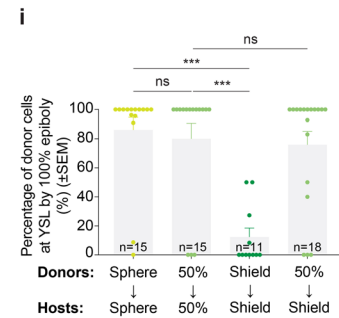 i
ns
***
ns
***
Percentage of donor cells
at YSL by 100% epiboly
(%) (±SEM)
100
80
60
40
20
0
n=15 n=15 n=11 n=18
Donors: Sphere 50% Shield 50%
↓ ↓ ↓ ↓
Hosts: Sphere 50% Shield Shield